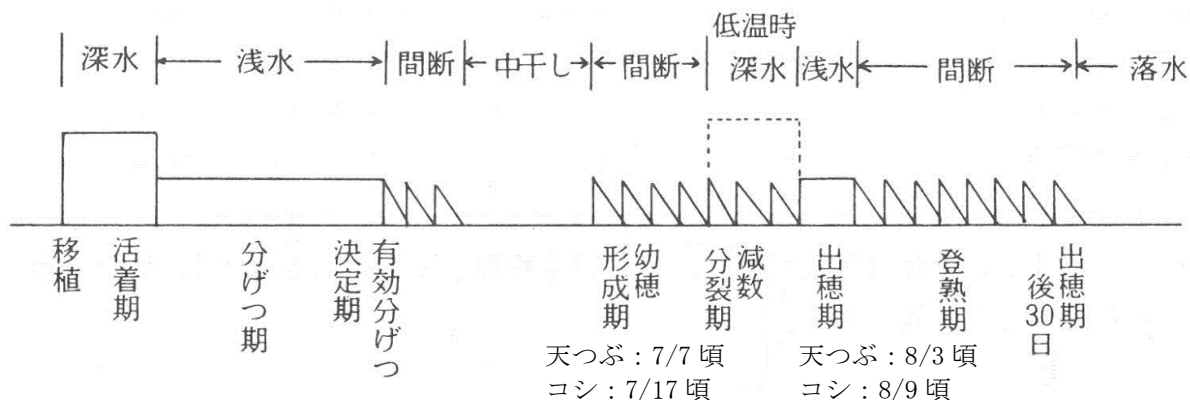 低温時
深水
浅水
間断
中干し
間断
深水
浅水
間断
落水
移植
活着期
分げつ期
有効分げつ
決定期
幼穂
形成期
減数
分裂期
出穂期
登熟期
出穂期
後30日
天つぶ：7/7 頃
コシ：7/17 頃
天つぶ：8/3 頃
コシ：8/9 頃